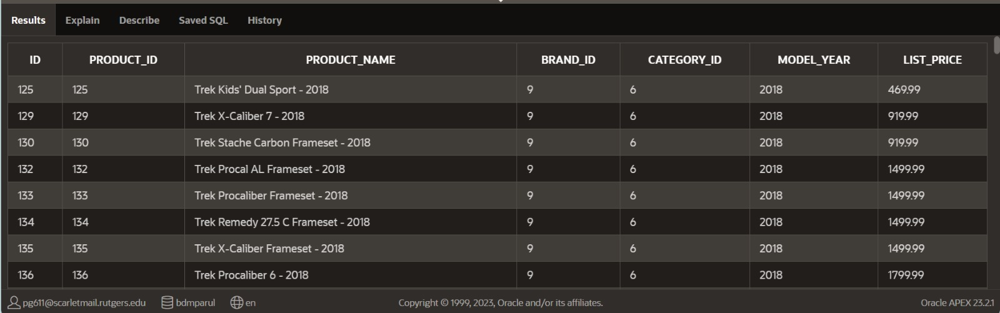 Results Explain Describe Saved SQL History
ID PRODUCT_ID PRODUCT_NAME BRAND_ID CATEGORY_ID MODEL_YEAR LIST_PRICE
125 125 Trek Kids' Dual Sport - 2018 9 6 2018 469.99
129 129 Trek X-Caliber 7 - 2018 9 6 2018 919.99
130 130 Trek Stache Carbon Frameset - 2018 9 6 2018 919.99
132 132 Trek Procal AL Frameset - 2018 9 6 2018 1499.99
133 133 Trek Procaliber Frameset - 2018 9 6 2018 1499.99
134 134 Trek Remedy 27.5 C Frameset - 2018 9 6 2018 1499.99
135 135 Trek X-Caliber Frameset - 2018 9 6 2018 1499.99
136 136 Trek Procaliber 6 - 2018 9 6 2018 1799.99
pg611@scarletmail.rutgers.edu bdmparul en Copyright © 1999, 2023, Oracle and/or its affiliates. Oracle APEX 23.2.1